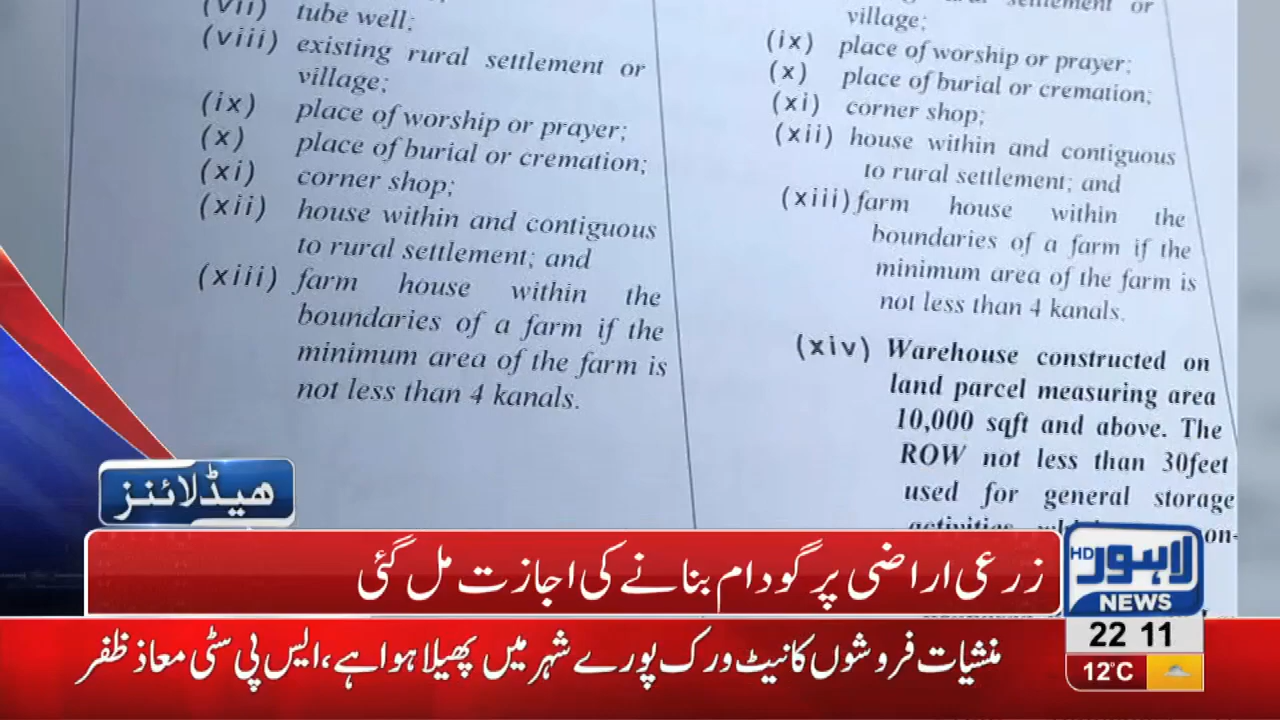 (vii) tube well;
(viii) existing rural settlement or
village;
(ix) place of worship or prayer;
(x) place of burial or cremation;
(xi) corner shop;
(xii) house within and contiguous
to rural settlement; and
(xiii) farm house within the
boundaries of a farm if the
minimum area of the farm is
not less than 4 kanals.
settlement or
village;
(ix) place of worship or prayer;
(x) place of burial or cremation;
(xi) corner shop;
(xii) house within and contiguous
to rural settlement; and
(xiii) farm house within the
boundaries of a farm if the
minimum area of the farm is
not less than 4 kanals.
(xiv) Warehouse constructed on
land parcel measuring area
10,000 sqft and above. The
ROW not less than 30feet
used for general storage
activities
ہیڈلائنز
زرعی اراضی پر گودام بنانے کی اجازت مل گئی
منشیات فروشوں کا نیٹ ورک پورے شہر میں پھیلا ہوا ہے، ایس پی سٹی معاذ ظفر
HD لاہور
NEWS
22 11
12°C